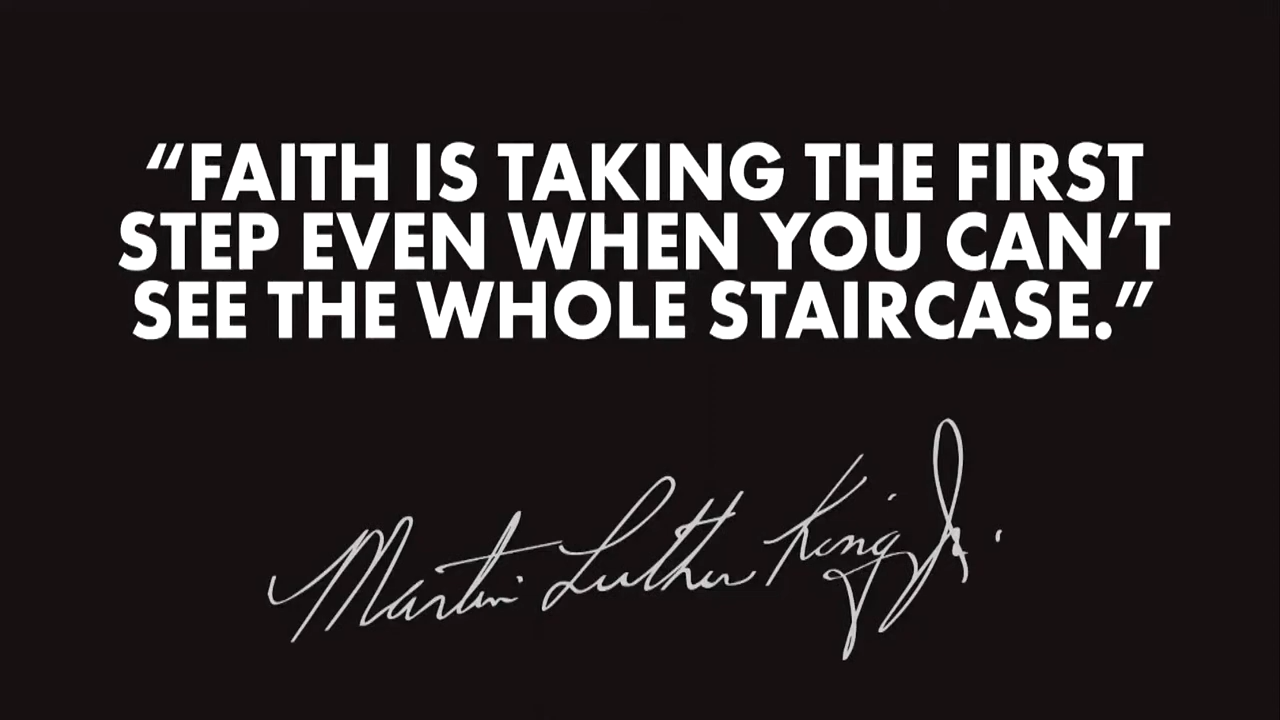 “FAITH IS TAKING THE FIRST
STEP EVEN WHEN YOU CAN’T
SEE THE WHOLE STAIRCASE.”
Martin Luther King Jr.